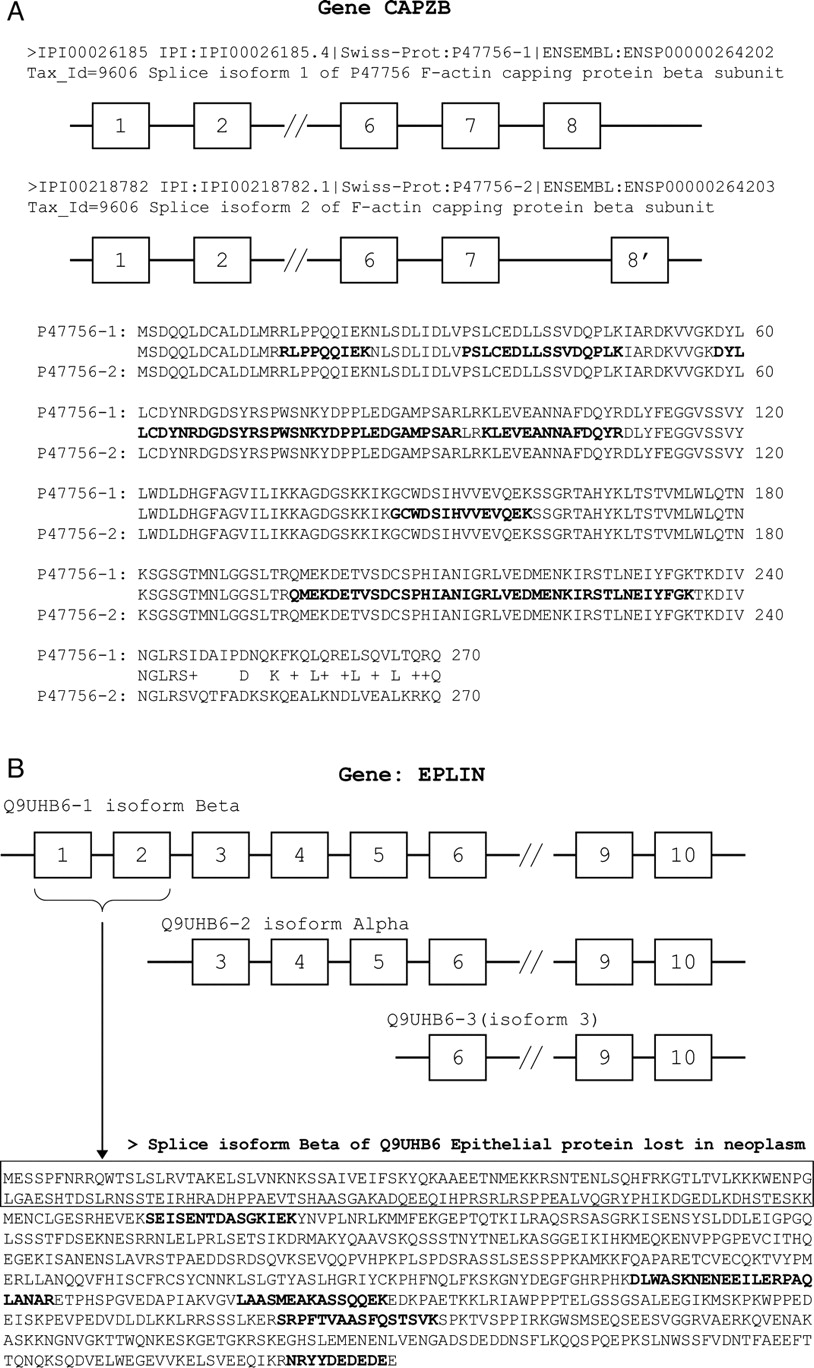 A
Gene CAPZB
>IPI00026185 IPI:IPI00026185.4|Swiss-Prot:P47756-1|ENSEMBL:ENSP00000264202
Tax_Id=9606 Splice isoform 1 of P47756 F-actin capping protein beta subunit
1 2 // 6 7 8
>IPI00218782 IPI:IPI00218782.1|Swiss-Prot:P47756-2|ENSEMBL:ENSP00000264203
Tax_Id=9606 Splice isoform 2 of F-actin capping protein beta subunit
1 2 // 6 7 8′
P47756-1: MSDQQLDCALDLMRRLPPQQIEKNLSDLIDLVPSLCEDLLSSVDQPLKIARDKVVGKDYL 60
MSDQQLDCALDLMRRLPPQQIEKNLSDLIDLVPSLCEDLLSSVDQPLKIARDKVVGKDYL
P47756-2: MSDQQLDCALDLMRRLPPQQIEKNLSDLIDLVPSLCEDLLSSVDQPLKIARDKVVGKDYL 60
P47756-1: LCDYNRDGDSYRSPWSNKYDPPLEDGAMPSARLRKLEVEANNAFDQYRDLYFEGGVSSVY 120
LCDYNRDGDSYRSPWSNKYDPPLEDGAMPSARLRKLEVEANNAFDQYRDLYFEGGVSSVY
P47756-2: LCDYNRDGDSYRSPWSNKYDPPLEDGAMPSARLRKLEVEANNAFDQYRDLYFEGGVSSVY 120
P47756-1: LWDLDHGFAGVILIKKAGDGSKKIKGCWDSIHVVEVQEKSSGRTAHYKLTSTVMLWLQTN 180
LWDLDHGFAGVILIKKAGDGSKKIKGCWDSIHVVEVQEKSSGRTAHYKLTSTVMLWLQTN
P47756-2: LWDLDHGFAGVILIKKAGDGSKKIKGCWDSIHVVEVQEKSSGRTAHYKLTSTVMLWLQTN 180
P47756-1: KSGSGTMNLGGSLTRQMEKDETVSDCSPHIANIGRLVEDMENKIRSTLNEIYFGKTKDIV 240
KSGSGTMNLGGSLTRQMEKDETVSDCSPHIANIGRLVEDMENKIRSTLNEIYFGKTKDIV
P47756-2: KSGSGTMNLGGSLTRQMEKDETVSDCSPHIANIGRLVEDMENKIRSTLNEIYFGKTKDIV 240
P47756-1: NGLRSIDAIPDNQKFKQLQRELSQVLTQRQ 270
NGLRS+ D K + L+ +L + L ++Q
P47756-2: NGLRSVQTFADKSKQEALKNDLVEALKRKQ 270
B
Gene: EPLIN
Q9UHB6-1 isoform Beta
1 2 3 4 5 6 // 9 10
Q9UHB6-2 isoform Alpha
3 4 5 6 // 9 10
Q9UHB6-3(isoform 3)
6 // 9 10
> Splice isoform Beta of Q9UHB6 Epithelial protein lost in neoplasm
MESSPFNRRQWTSLSLRVTAKELSLVNKNKSSAIVEIFSKYQKAAEETNMEKKRSNTENLSQHFRKGTLTVLKKKWENPG
LGAESHTDSLRNSSTEIRHRADHPPAEVTSHAASGAKADQEEQIHPRSRLRSPPEALVQGRYPHIKDGEDLKDHSTESKK
MENCLGESRHEVEKSEISENTDASGKIEKYNVPLNRLKMMFEKGEPTQTKILRAQSRSASGRKISENSYSLDDLEIGPGQ
LSSSTFDSEKNESRRNLELPRLSETSIKDRMAKYQAAVSKQSSSTNYTNELKASGGEIKIHKMEQKENVPPGPEVCITHQ
EGEKISANENSLAVRSTPAEDDSRDSQVKSEVQQPVHPKPLSPDSRASSLSESSPPKAMKKFQAPARETCVECQKTVYPM
ERLLANQQVFHISCFRCSYCNNKLSLGTYASLHGRIYCKPHFNQLFKSKGNYDEGFGHRPHKDLWASKNENEEILERPAQ
LANARETPHSPGVEDAPIAKVGVLAASMEAKASSQQEKEDKPAETKKLRIAWPPPTELGSSGSALEEGIKMSKPKWPPED
EISKPEVPEDVDLDLKKLRRSSSLKERSRPFTVAASFQSTSVKSPKTVSPPIRKGWSMSEQSEESVGGRVAERKQVENAK
ASKKNGNVGKTTWQNKESKGETGKRSKEGHSMENENLVENGADSDEDDNSFLKQQSPQEPKSLNWSSFVDNTFAEEFT
TQNQKSQDVELWEGEVVKELSVEEQIKRNRYYDEDEDEE